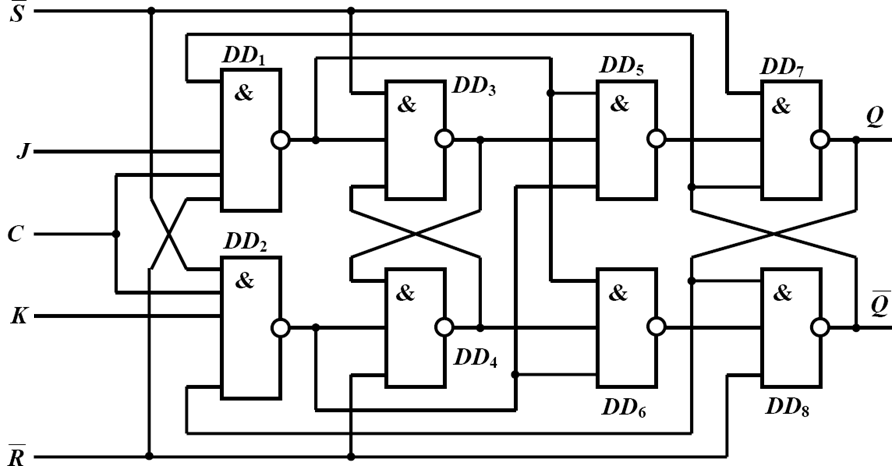 S̅
DD₁ DD₅ DD₇
& & & &
DD₃ Q
J
C
DD₂
& & & &
K Q̅
DD₄
DD₆ DD₈
R̅